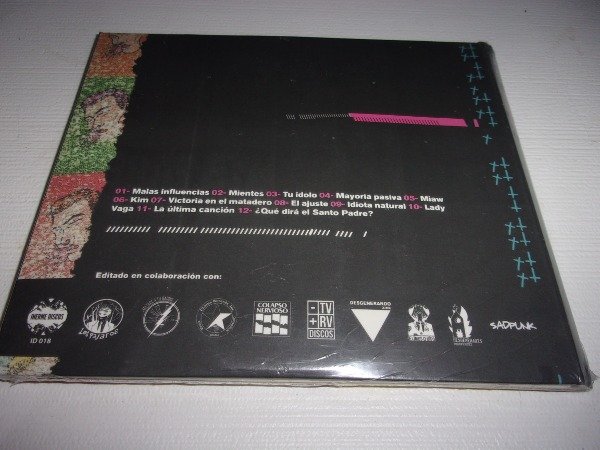 01- Malas influencias 02- Mientes 03- Tu ídolo 04- Mayoría pasiva 05- Miaw
06- Kim 07- Victoria en el matadero 08- El ajuste 09- Idiota natural 10- Lady
Vaga 11- La última canción 12- ¿Qué dirá el Santo Padre?
Editado en colaboración con:
INERME DISCOS
ID 018
COLAPSO
NERVIOSO
-TV
+RV
DISCOS
DESGENERANDO
SADPUNK